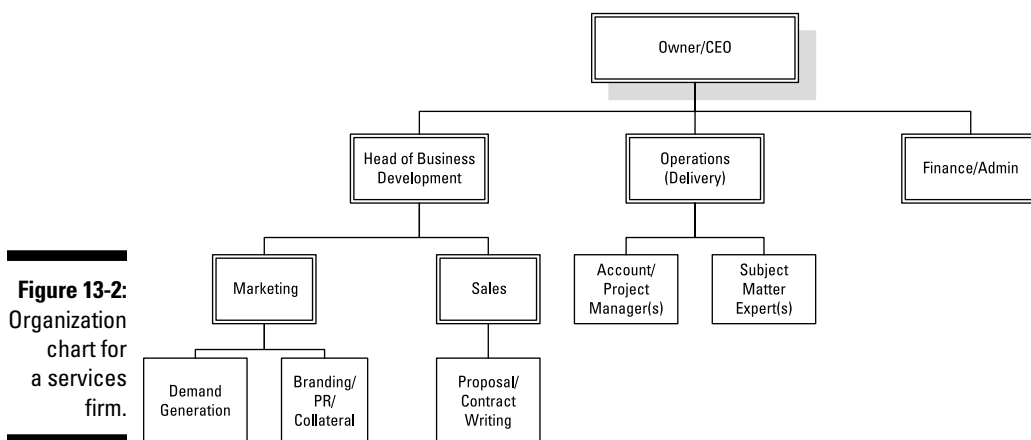 Owner/CEO
Head of Business
Development
Operations
(Delivery)
Finance/Admin
Marketing
Sales
Account/
Project
Manager(s)
Subject
Matter
Expert(s)
Demand
Generation
Branding/
PR/
Collateral
Proposal/
Contract
Writing
Figure 13-2:
Organization
chart for
a services
firm.